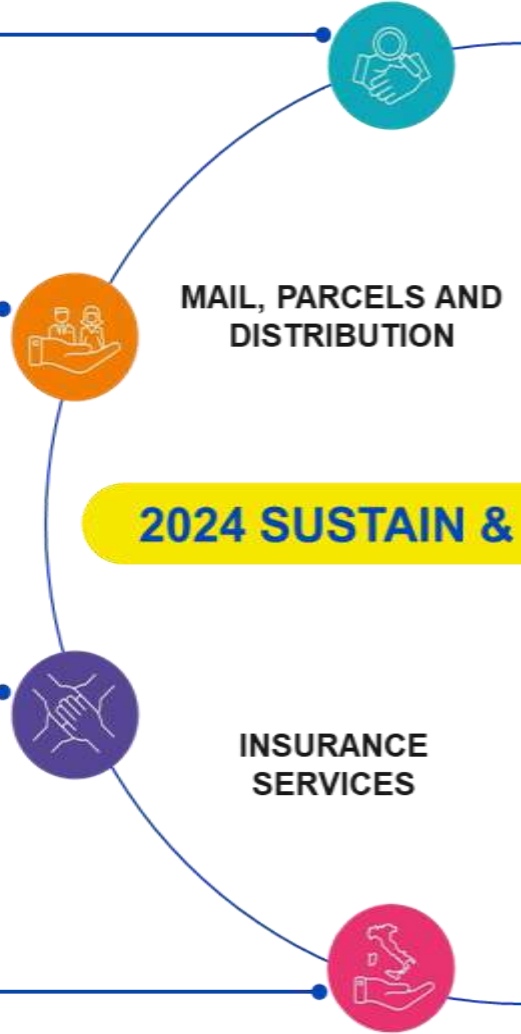 MAIL, PARCELS AND
DISTRIBUTION
2024 SUSTAIN &
INSURANCE
SERVICES